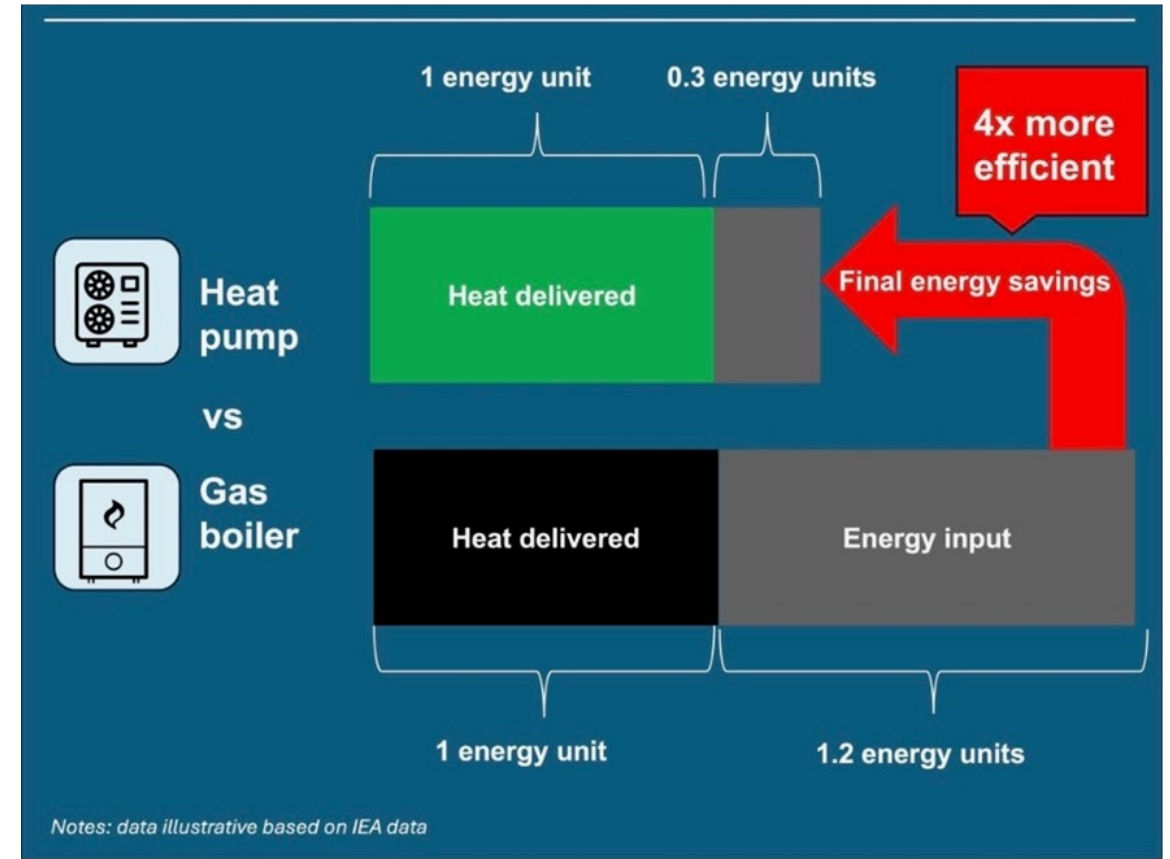 1 energy unit
0.3 energy units
4x more
efficient
Heat
pump
Heat delivered
Final energy savings
vs
Gas
boiler
Heat delivered
Energy input
1 energy unit
1.2 energy units
Notes: data illustrative based on IEA data